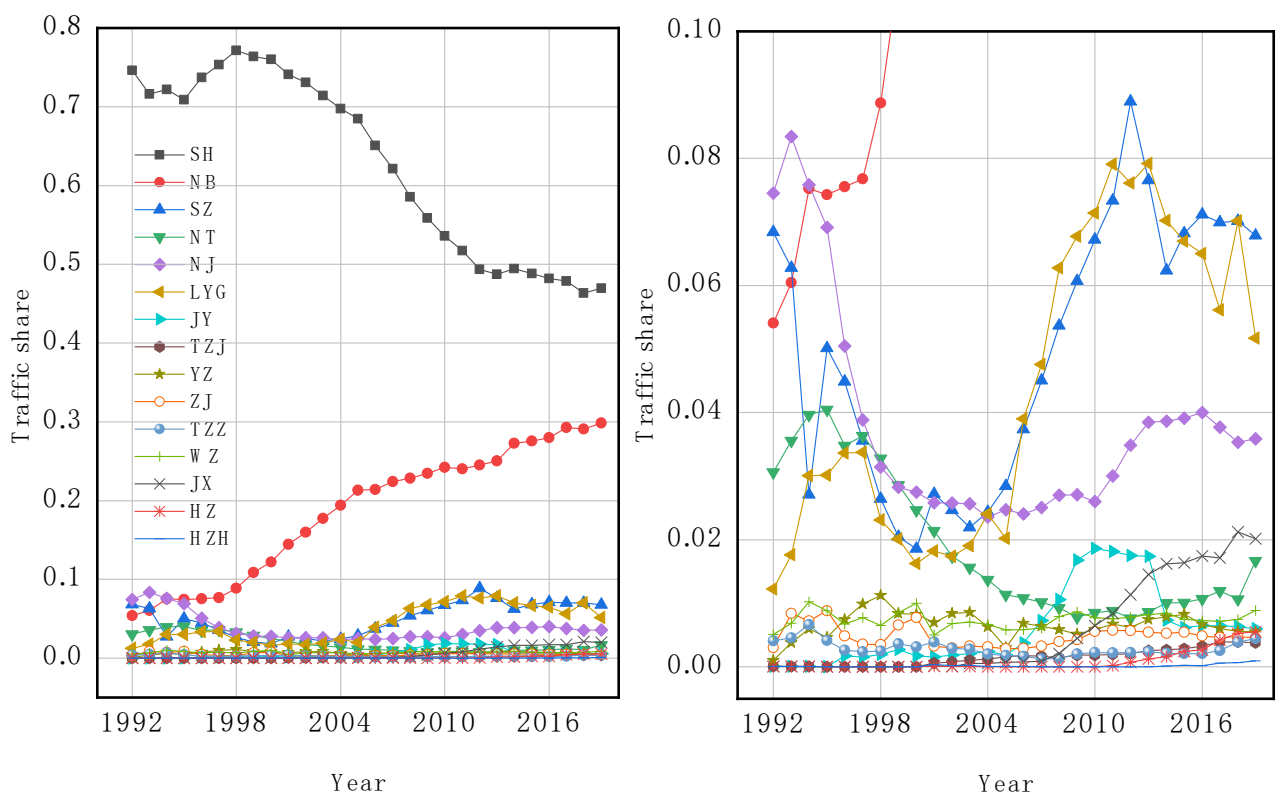 0.8
0.7
0.6
0.5
0.4
0.3
0.2
0.1
0.0
Traffic share
SH
NB
SZ
NT
NJ
LYG
JY
TZJ
YZ
ZJ
TZZ
WZ
JX
HZ
HZH
1992 1998 2004 2010 2016
Year
0.10
0.08
0.06
0.04
0.02
0.00
Traffic share
1992 1998 2004 2010 2016
Year